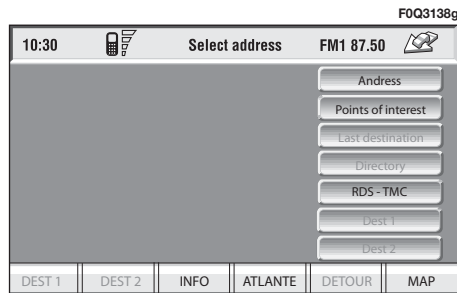 F0Q3138g
10:30 Select address FM1 87.50
Andress
Points of interest
Last destination
Directory
RDS - TMC
Dest 1
Dest 2
DEST 1 DEST 2 INFO ATLANTE DETOUR MAP